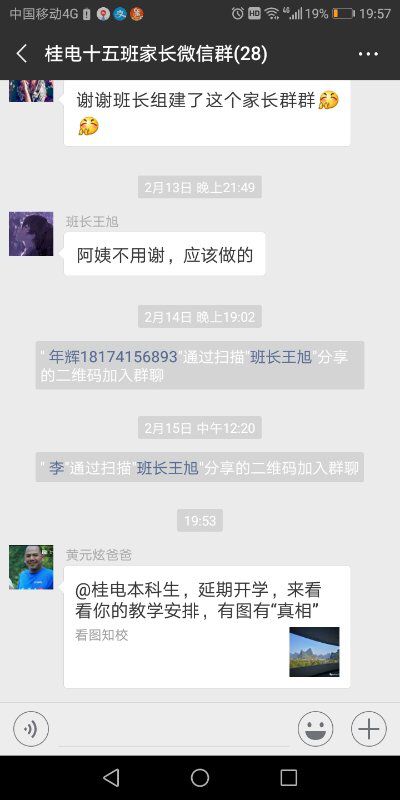 中国移动4G
HD
4G
19%
19:57
桂电十五班家长微信群(28)
谢谢班长组建了这个家长群群
2月13日 晚上21:49
班长王旭
阿姨不用谢，应该做的
2月14日 晚上19:02
"年辉18174156893"通过扫描"班长王旭"分享
的二维码加入群聊
2月15日 中午12:20
"李"通过扫描"班长王旭"分享的二维码加入群聊
19:53
黄元炫爸爸
@桂电本科生，延期开学，来看
看你的教学安排，有图有“真相”
看图知校